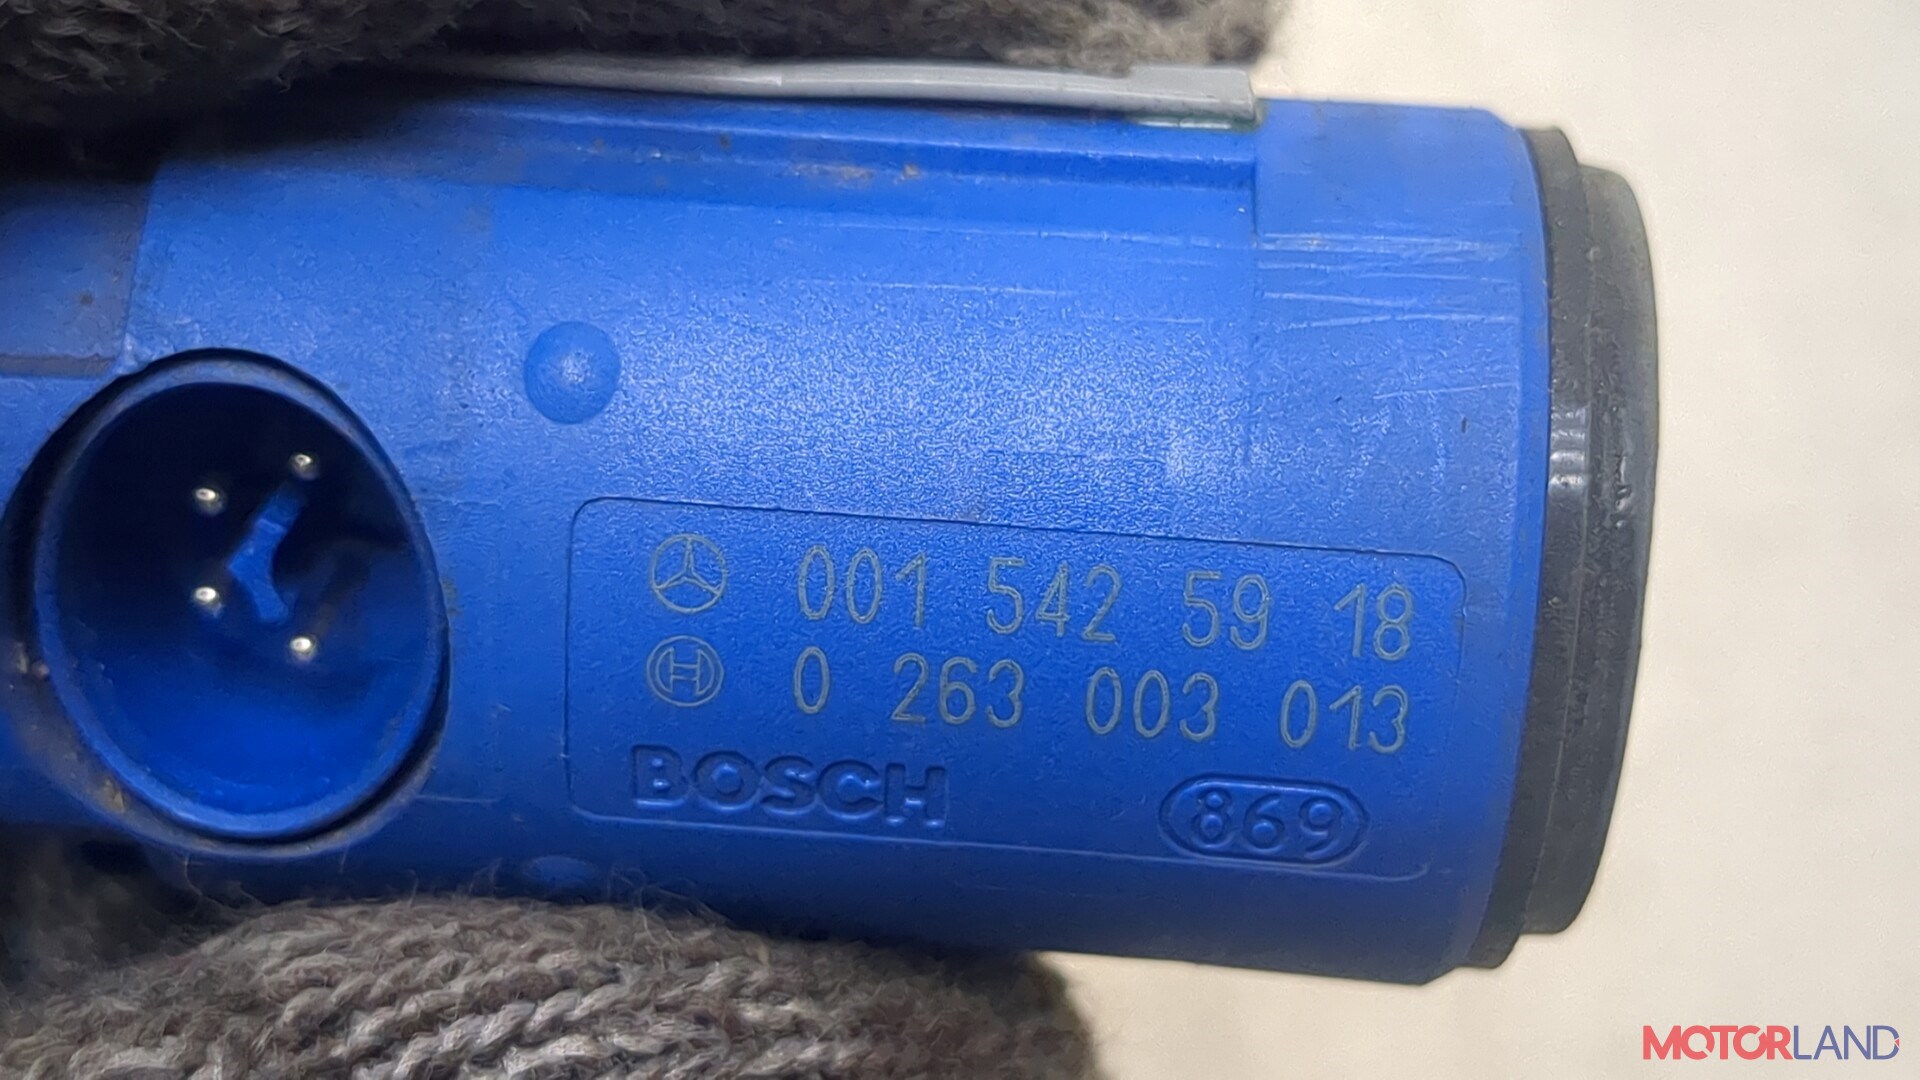 001 542 59 18
0 263 003 013
BOSCH 869
MOTORLAND